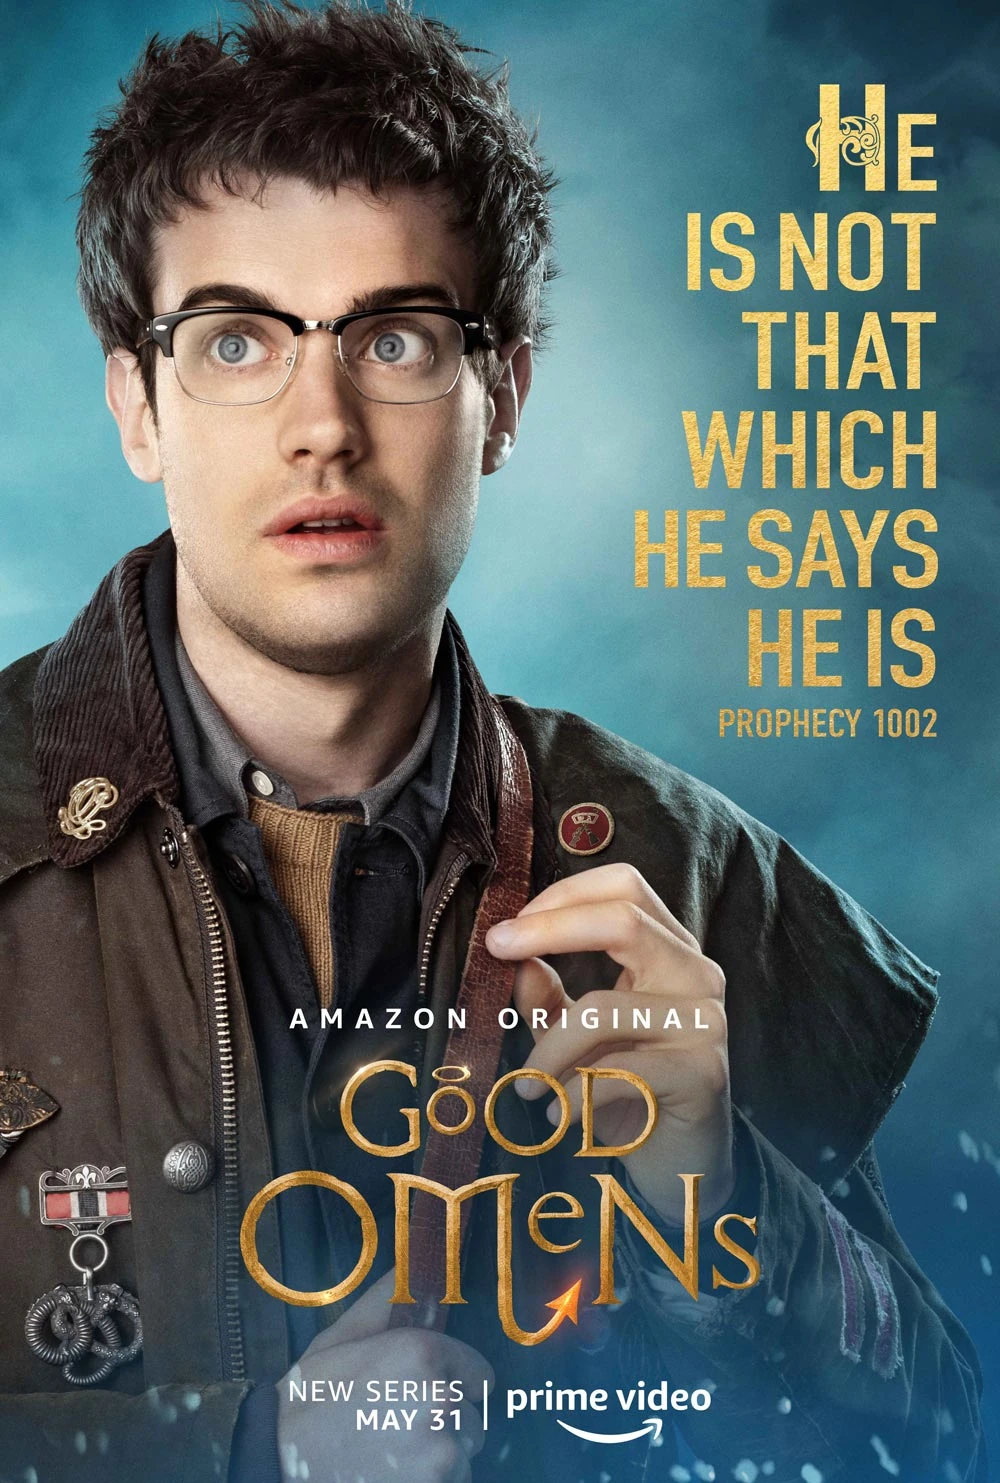 HE
IS NOT
THAT
WHICH
HE SAYS
HE IS
PROPHECY 1002
AMAZON ORIGINAL
GOOD
OMENS
NEW SERIES
MAY 31
prime video